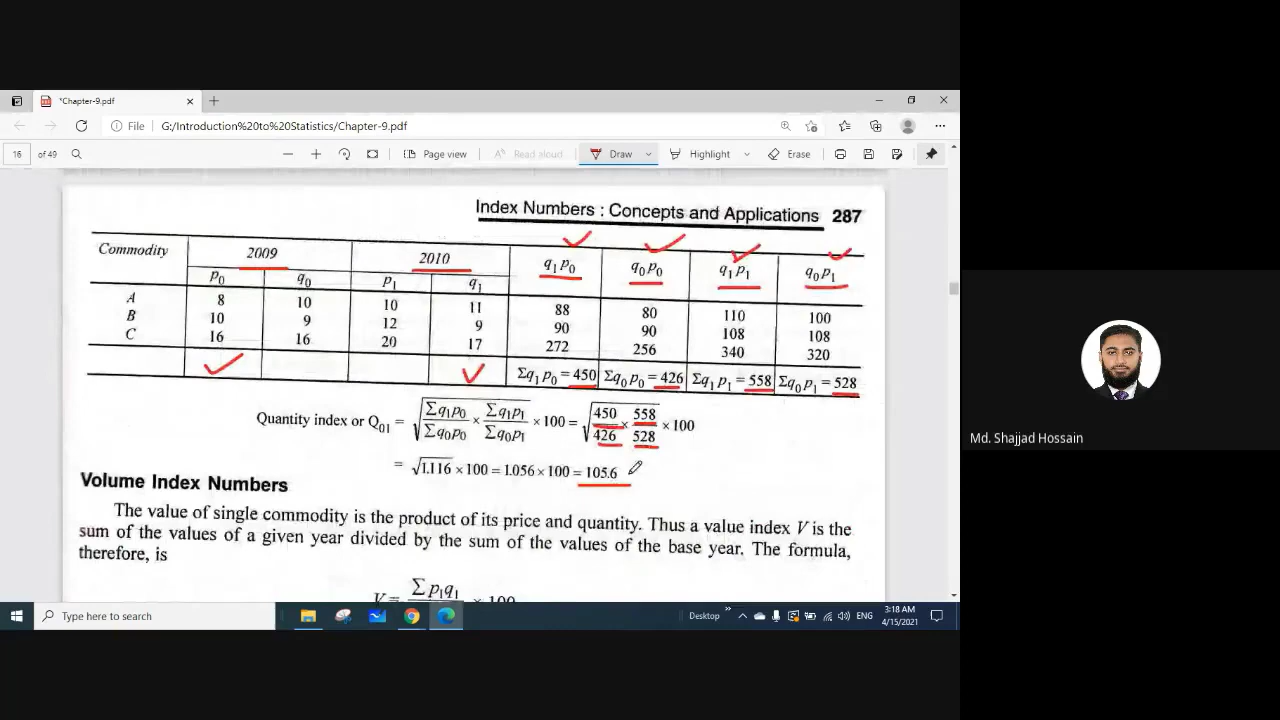 *Chapter-9.pdf
File G:/Introduction%20to%20Statistics/Chapter-9.pdf
16 of 49 Page view Read aloud Draw Highlight Erase
Index Numbers : Concepts and Applications 287
Commodity 2009 2010 q₁p₀ q₀p₀ q₁p₁ q₀p₁
p₀ q₀ p₁ q₁
A 8 10 10 11 88 80 110 100
B 10 9 12 9 90 90 108 108
C 16 16 20 17 272 256 340 320
Σq₁p₀ = 450 Σq₀p₀ = 426 Σq₁p₁ = 558 Σq₀p₁ = 528
Quantity index or Q₀₁ = √(Σq₁p₀/Σq₀p₀ × Σq₁p₁/Σq₀p₁) × 100 = √(450/426 × 558/528) × 100
= √1.116 × 100 = 1.056 × 100 = 105.6
Volume Index Numbers
The value of single commodity is the product of its price and quantity. Thus a value index V is the
sum of the values of a given year divided by the sum of the values of the base year. The formula,
therefore, is
V = Σp₁q₁ × 100
Md. Shajjad Hossain
Type here to search
Desktop ENG 3:18 AM
4/15/2021